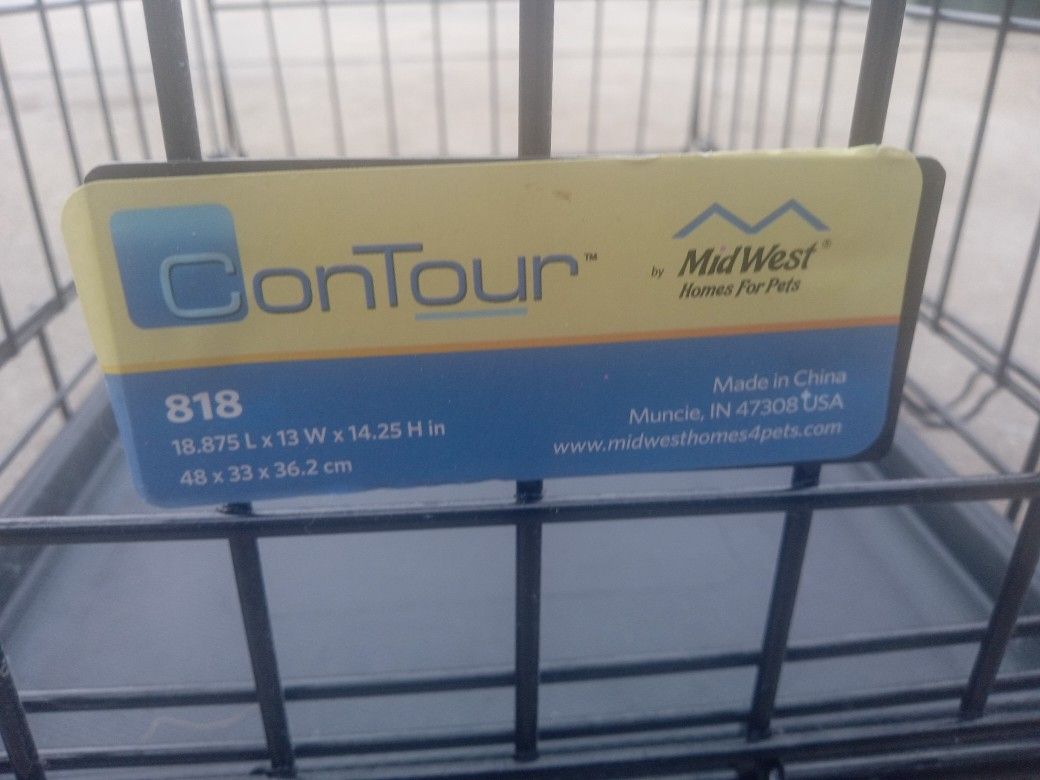 ConTour™
by MidWest®
Homes For Pets
818
18.875 L x 13 W x 14.25 H in
48 x 33 x 36.2 cm
Made in China
Muncie, IN 47308 USA
www.midwesthomes4pets.com